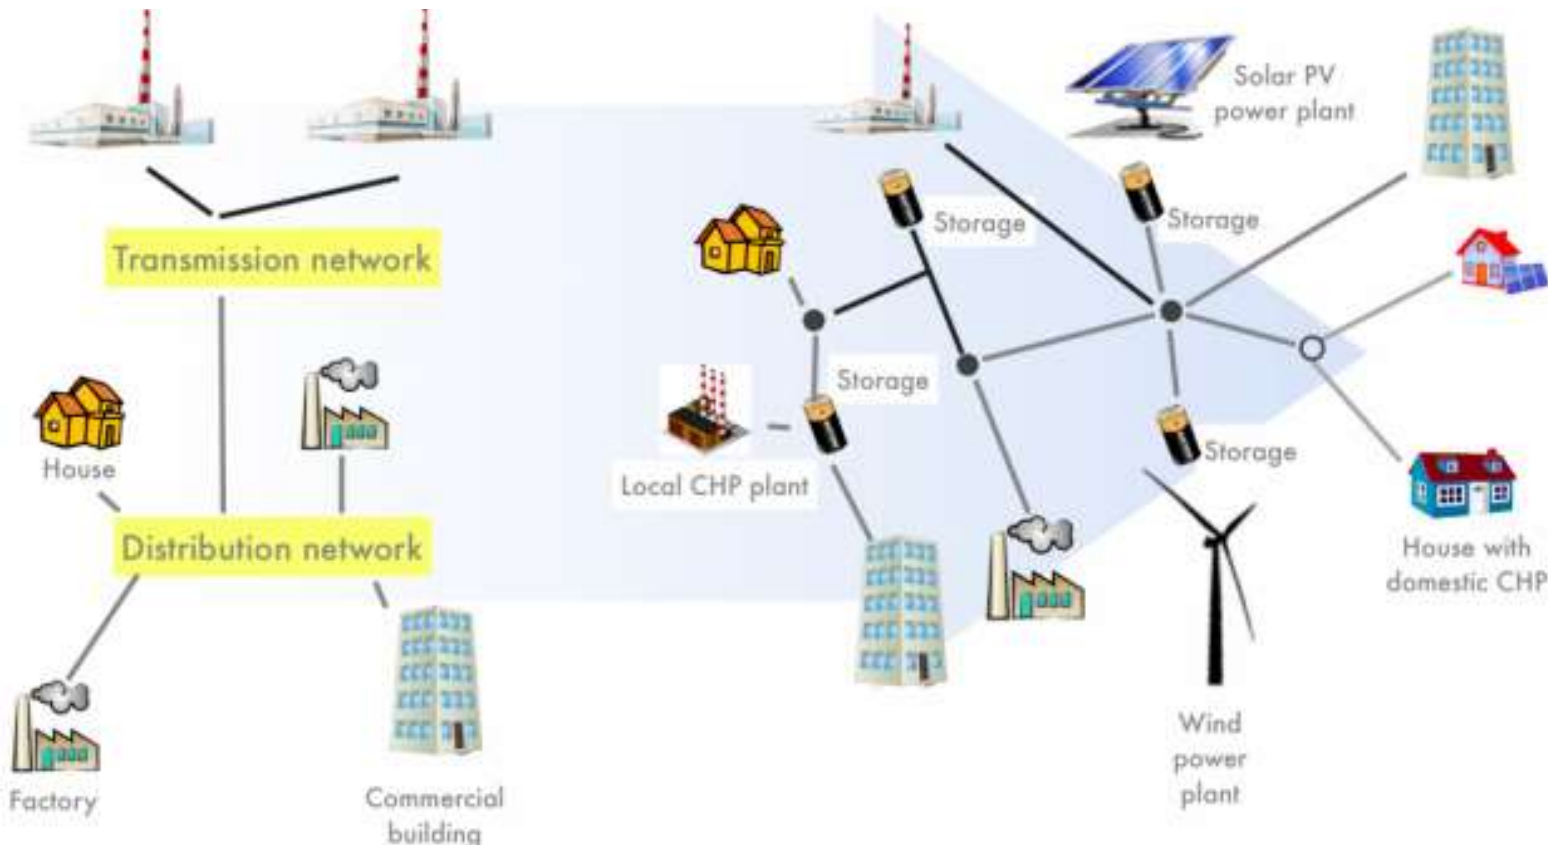 Solar PV
power plant
Storage
Storage
Transmission network
Storage
House
Local CHP plant
Storage
Distribution network
House with
domestic CHP
Wind
power
plant
Factory
Commercial
building